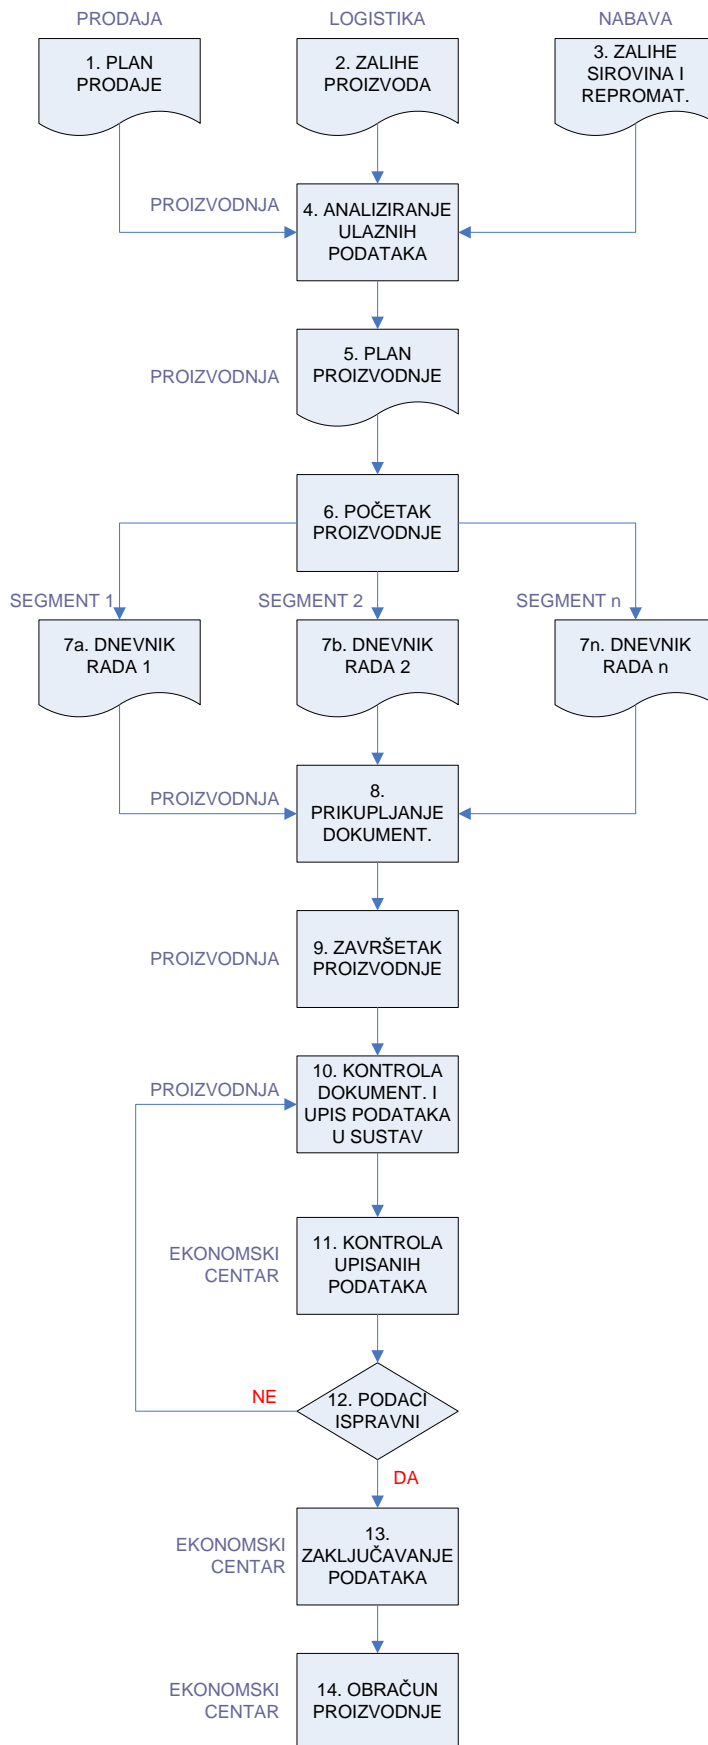 PRODAJA
LOGISTIKA
NABAVA
1. PLAN
PRODAJE
2. ZALIHE
PROIZVODA
3. ZALIHE
SIROVINA I
REPROMAT.
PROIZVODNJA
4. ANALIZIRANJE
ULAZNIH
PODATAKA
PROIZVODNJA
5. PLAN
PROIZVODNJE
6. POČETAK
PROIZVODNJE
SEGMENT 1
SEGMENT 2
SEGMENT n
7a. DNEVNIK
RADA 1
7b. DNEVNIK
RADA 2
7n. DNEVNIK
RADA n
PROIZVODNJA
8.
PRIKUPLJANJE
DOKUMENT.
PROIZVODNJA
9. ZAVRŠETAK
PROIZVODNJE
PROIZVODNJA
10. KONTROLA
DOKUMENT. I
UPIS PODATAKA
U SUSTAV
EKONOMSKI
CENTAR
11. KONTROLA
UPISANIH
PODATAKA
NE
12. PODACI
ISPRAVNI
DA
EKONOMSKI
CENTAR
13.
ZAKLJUČAVANJE
PODATAKA
EKONOMSKI
CENTAR
14. OBRAČUN
PROIZVODNJE